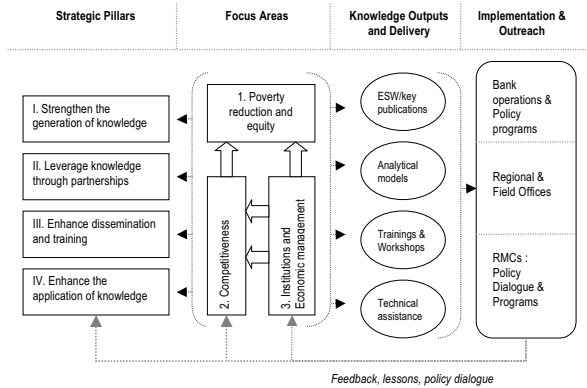 Strategic Pillars
Focus Areas
Knowledge Outputs
and Delivery
Implementation &
Outreach
I. Strengthen the
generation of knowledge
II. Leverage knowledge
through partnerships
III. Enhance dissemination
and training
IV. Enhance the
application of knowledge
1. Poverty
reduction and
equity
2. Competitiveness
3. Institutions and
Economic management
ESW/key
publications
Analytical
models
Trainings &
Workshops
Technical
assistance
Bank
operations &
Policy
programs
Regional &
Field Offices
RMCs :
Policy
Dialogue &
Programs
Feedback, lessons, policy dialogue